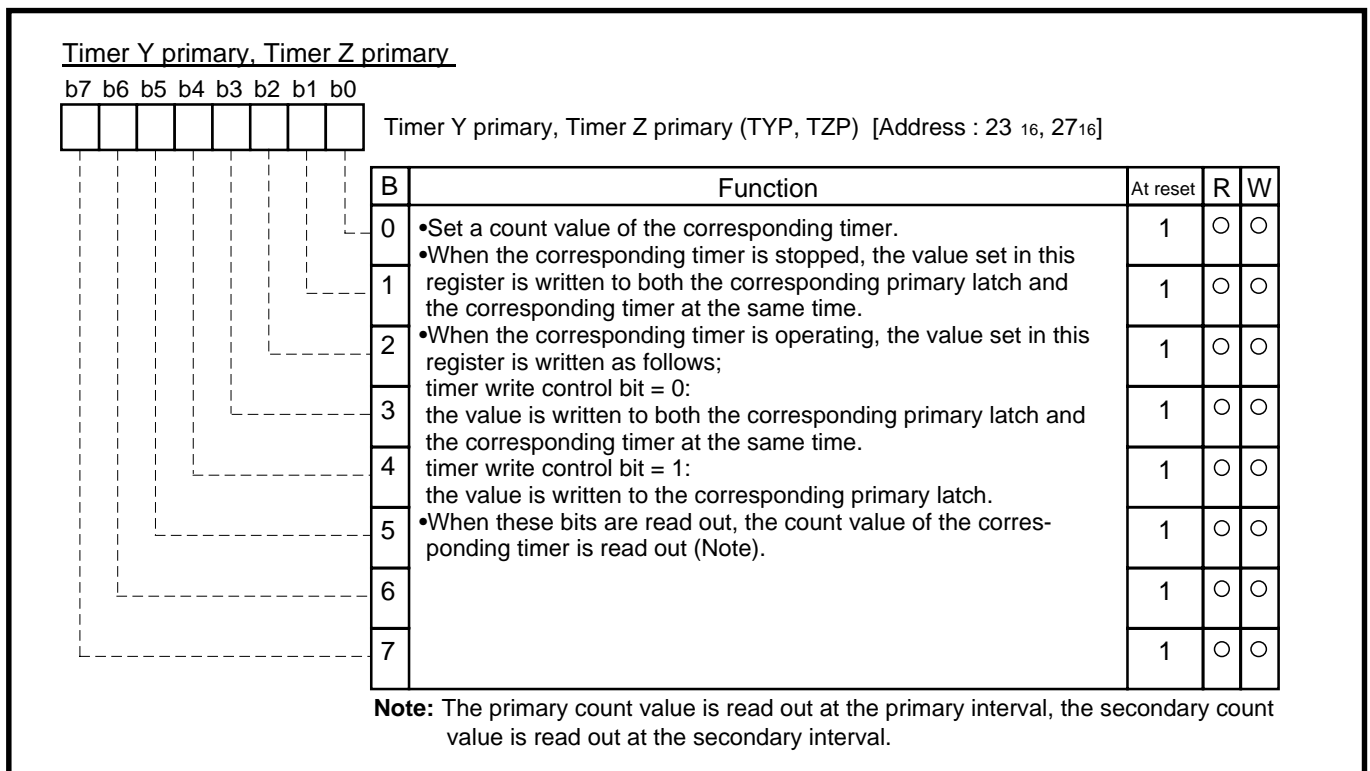 Timer Y primary, Timer Z primary
b7 b6 b5 b4 b3 b2 b1 b0
Timer Y primary, Timer Z primary (TYP, TZP) [Address : 23 16, 2716]
B Function At reset R W
0 •Set a count value of the corresponding timer. 1 ○ ○
•When the corresponding timer is stopped, the value set in this
1 register is written to both the corresponding primary latch and 1 ○ ○
the corresponding timer at the same time.
2 •When the corresponding timer is operating, the value set in this 1 ○ ○
register is written as follows;
timer write control bit = 0:
3 the value is written to both the corresponding primary latch and 1 ○ ○
the corresponding timer at the same time.
4 timer write control bit = 1: 1 ○ ○
the value is written to the corresponding primary latch.
5 •When these bits are read out, the count value of the corres- 1 ○ ○
ponding timer is read out (Note).
6 1 ○ ○
7 1 ○ ○
Note: The primary count value is read out at the primary interval, the secondary count
value is read out at the secondary interval.